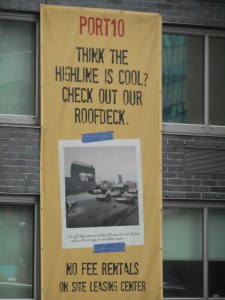 PORT10
THINK THE
HIGHLINE IS COOL?
CHECK OUT OUR
ROOFDECK.
NO FEE RENTALS
ON SITE LEASING CENTER